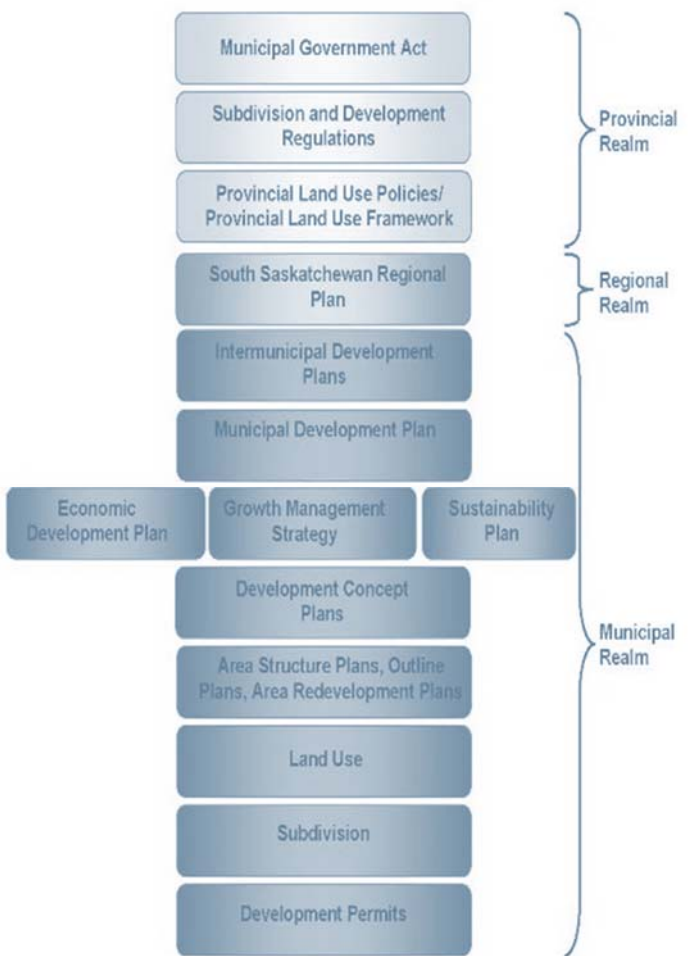 Municipal Government Act
Subdivision and Development
Regulations
Provincial Land Use Policies/
Provincial Land Use Framework
Provincial
Realm
South Saskatchewan Regional
Plan
Regional
Realm
Intermunicipal Development
Plans
Municipal Development Plan
Economic
Development Plan
Growth Management
Strategy
Sustainability
Plan
Development Concept
Plans
Area Structure Plans, Outline
Plans, Area Redevelopment Plans
Land Use
Subdivision
Development Permits
Municipal
Realm